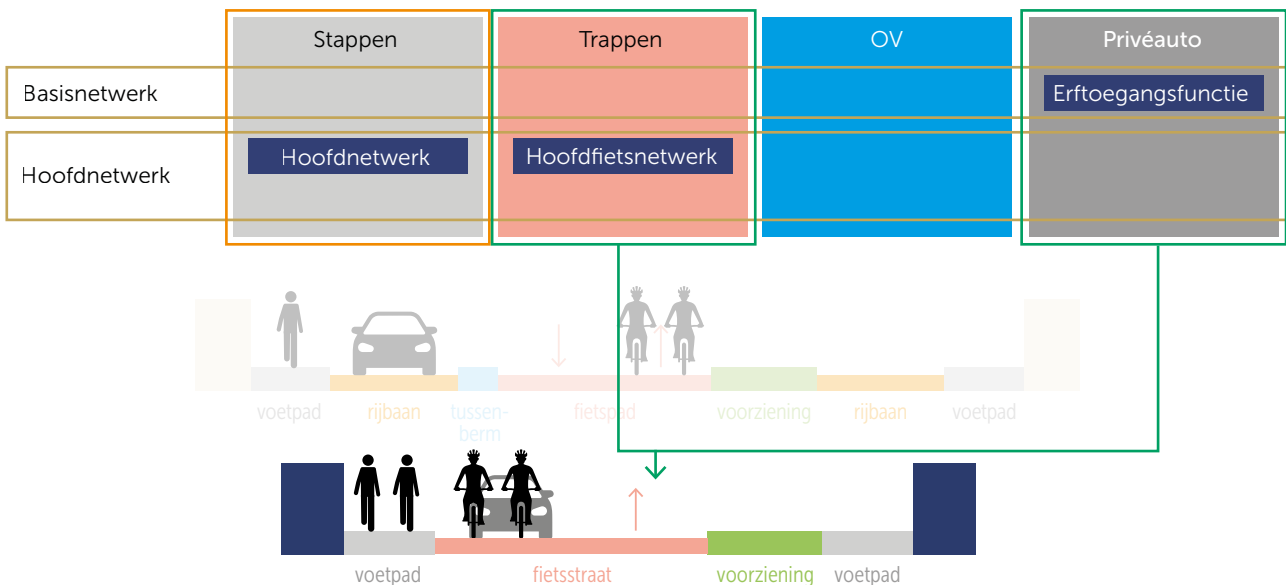 Stappen
Trappen
OV
Privéauto
Basisnetwerk
Erftoegangsfunctie
Hoofdnetwerk
Hoofdnetwerk
Hoofdfietsnetwerk
voetpad
rijbaan
tussen-
berm
fietspad
voorziening
rijbaan
voetpad
voetpad
fietsstraat
voorziening
voetpad